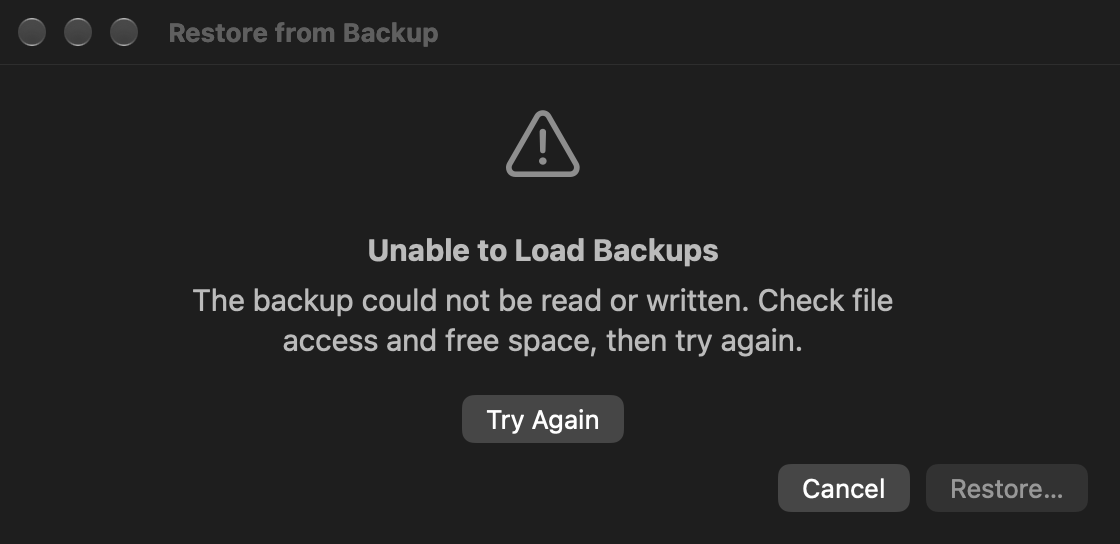 Restore from Backup
Unable to Load Backups
The backup could not be read or written. Check file
access and free space, then try again.
Try Again
Cancel
Restore...